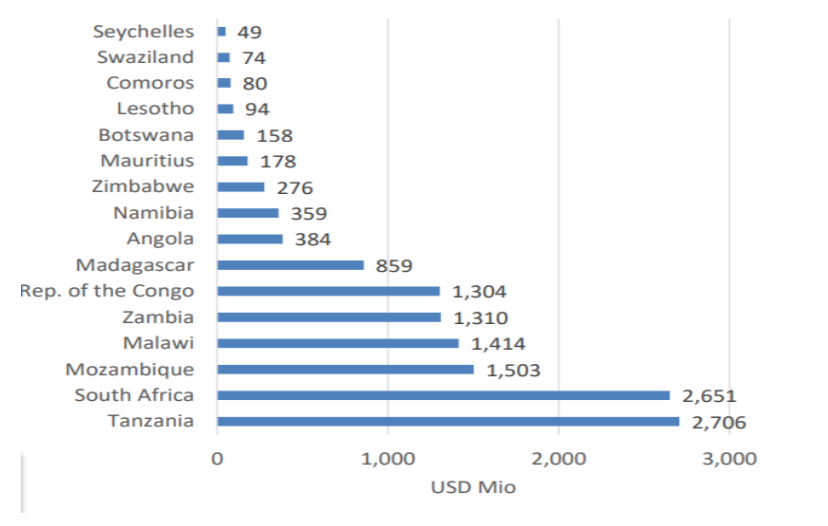 Seychelles 49
Swaziland 74
Comoros 80
Lesotho 94
Botswana 158
Mauritius 178
Zimbabwe 276
Namibia 359
Angola 384
Madagascar 859
Rep. of the Congo 1,304
Zambia 1,310
Malawi 1,414
Mozambique 1,503
South Africa 2,651
Tanzania 2,706
0 1,000 2,000 3,000
USD Mio